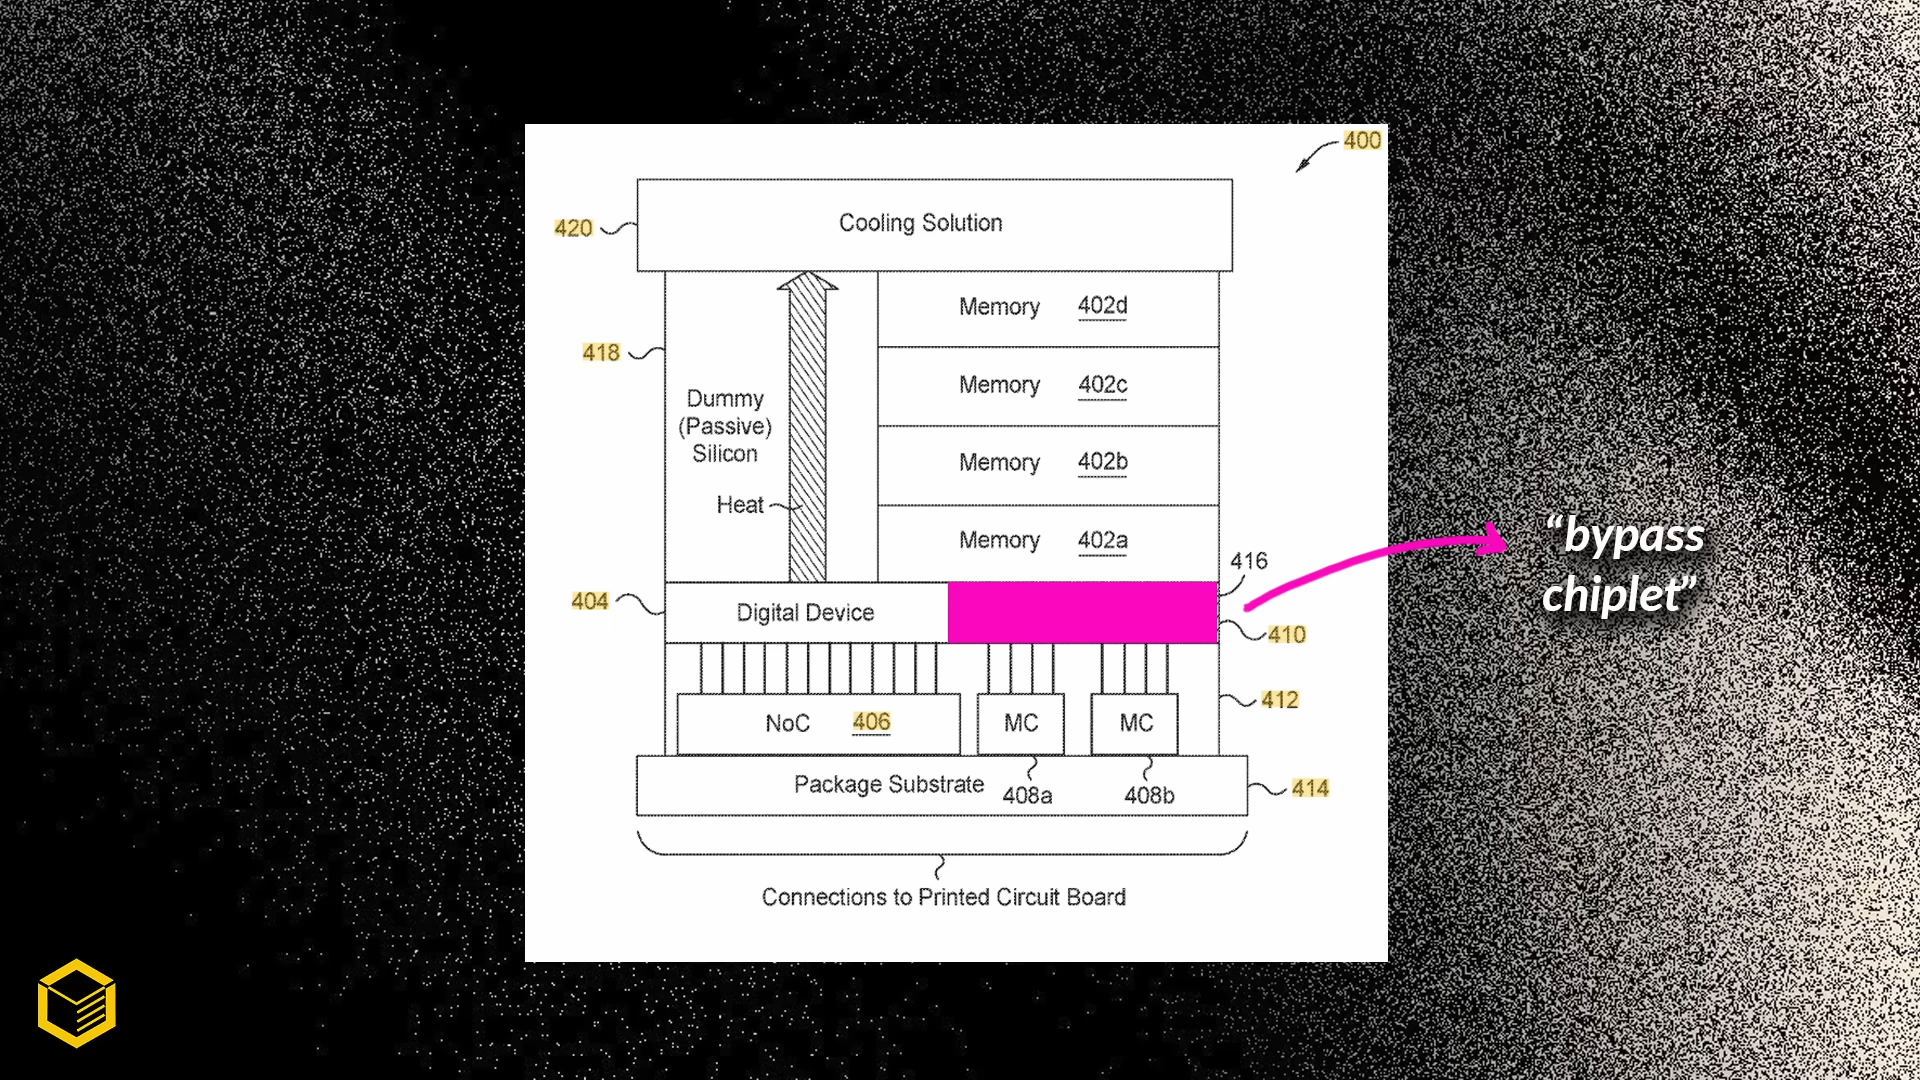 400
Cooling Solution
420
Memory 402d
418
Memory 402c
Dummy
(Passive)
Silicon
Memory 402b
Heat
Memory 402a
416
404
Digital Device
410
“bypass
chiplet”
412
NoC 406
MC
MC
Package Substrate
408a
408b
414
Connections to Printed Circuit Board